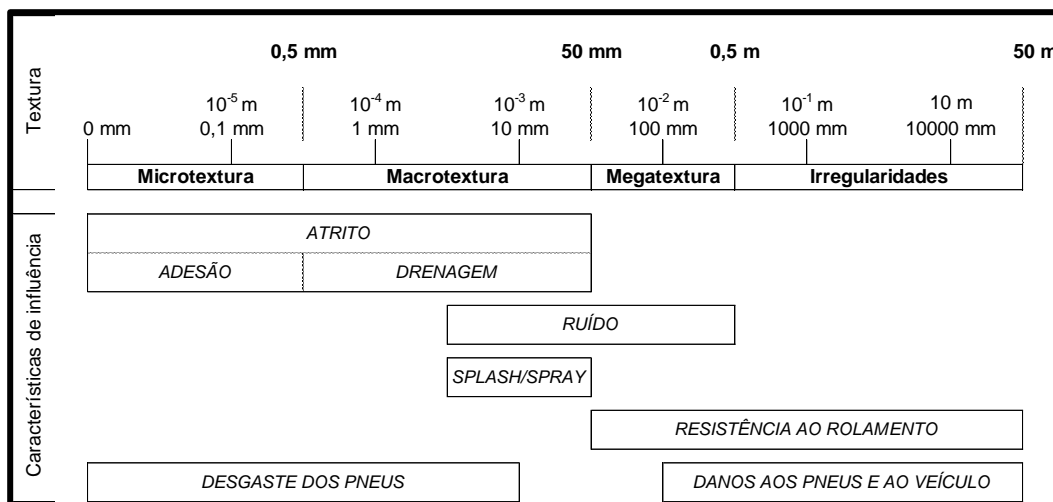 0,5 mm 50 mm 0,5 m 50 m
Textura
10⁻⁵ m 10⁻⁴ m 10⁻³ m 10⁻² m 10⁻¹ m 10 m
0 mm 0,1 mm 1 mm 10 mm 100 mm 1000 mm 10000 mm
Microtextura Macrotextura Megatextura Irregularidades
Características de influência
ATRITO
ADESÃO DRENAGEM
RUÍDO
SPLASH/SPRAY
RESISTÊNCIA AO ROLAMENTO
DESGASTE DOS PNEUS DANOS AOS PNEUS E AO VEÍCULO